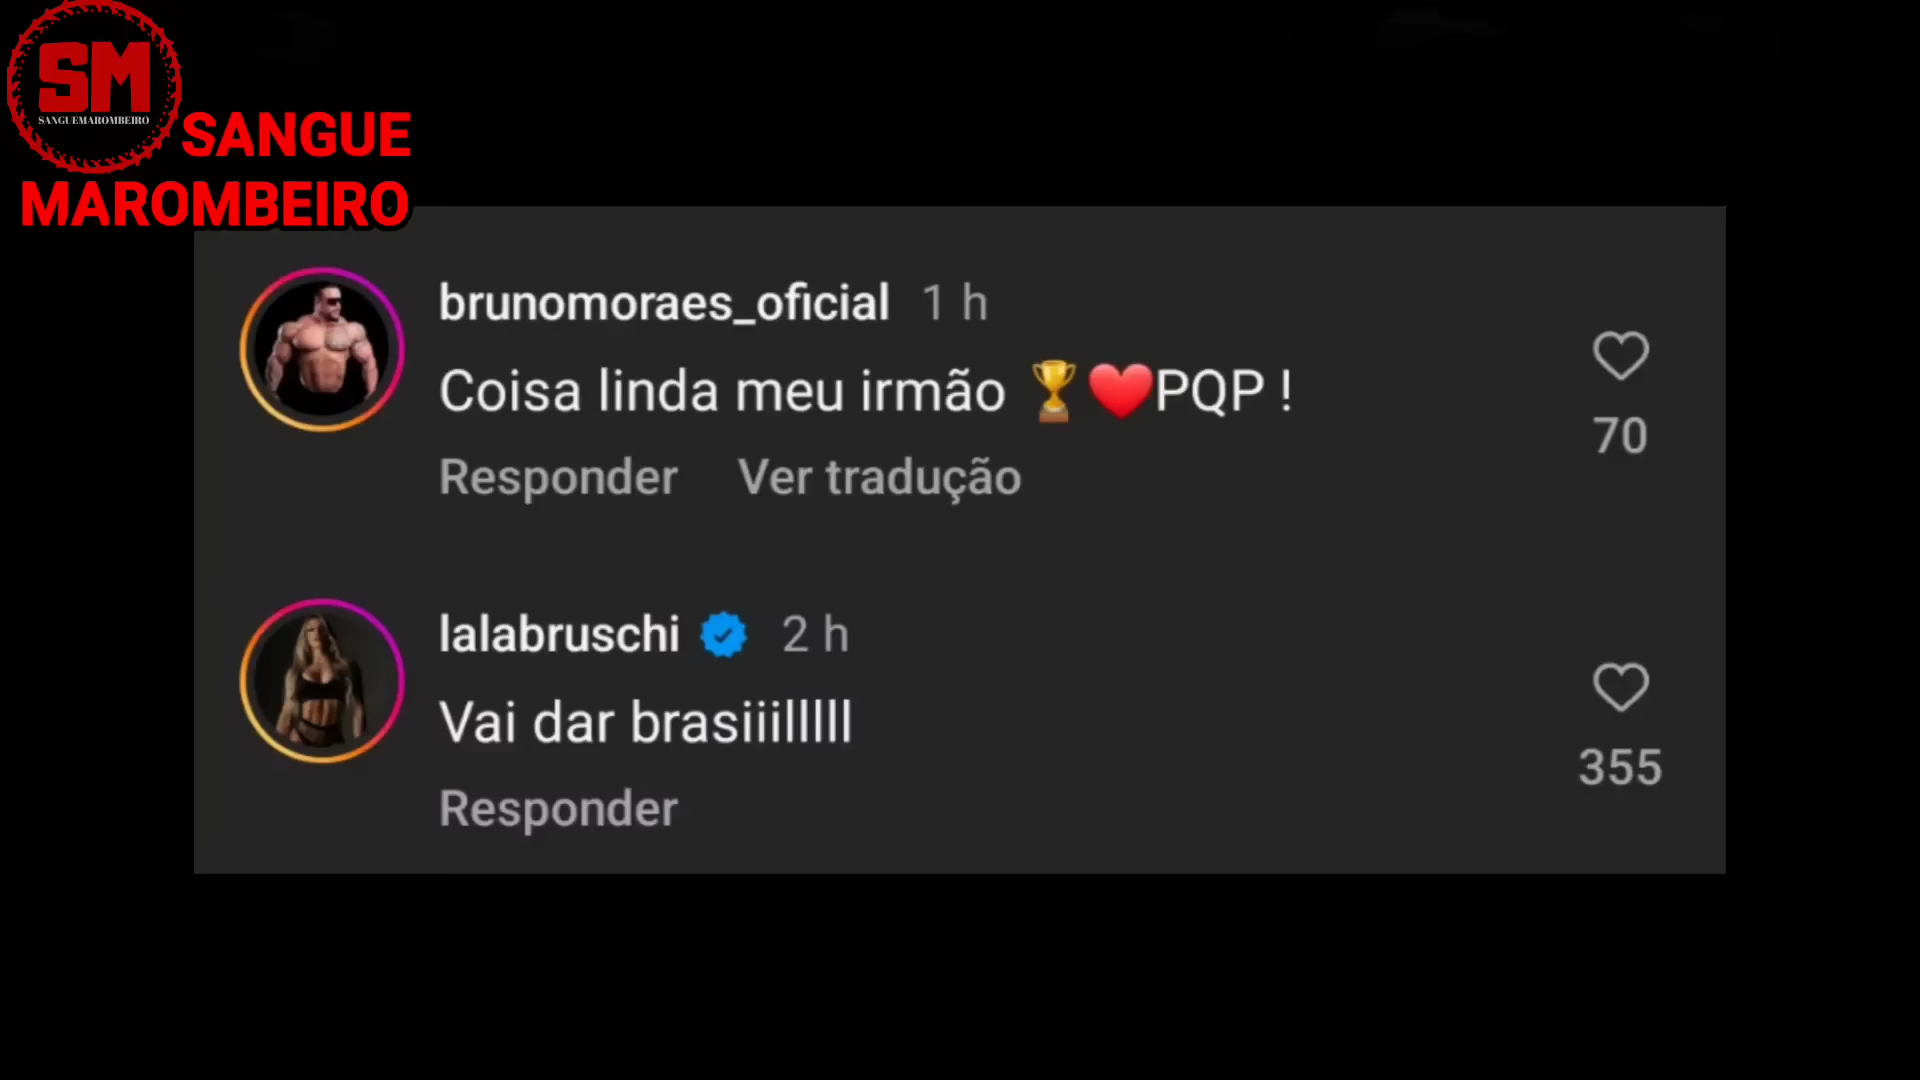 SM
SANGUEMAROMBEIRO
SANGUE
MAROMBEIRO
brunomoraes_oficial 1 h
Coisa linda meu irmão 🏆❤️PQP !
70
Responder Ver tradução
lalabruschi 2 h
Vai dar brasiiilllll
355
Responder